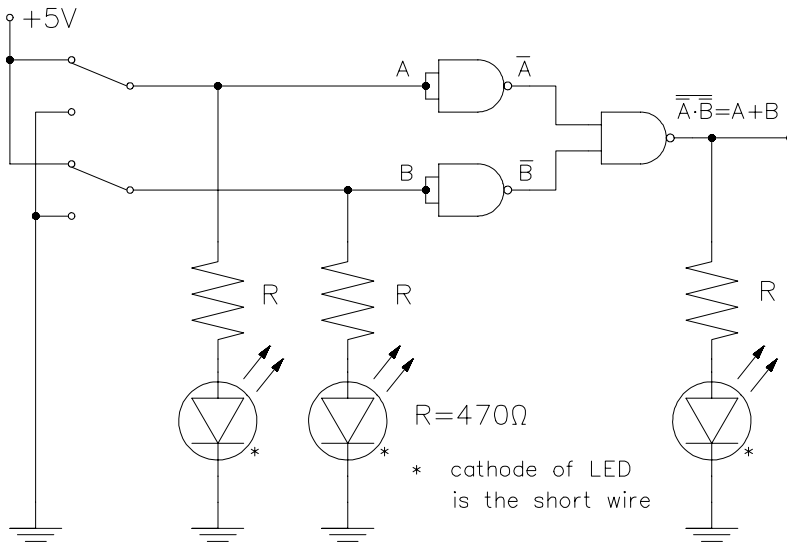 +5V
A
A̅
B
B̅
A̅·B̅̅=A+B
R
R
R
R=470Ω
* cathode of LED
is the short wire
*
*
*